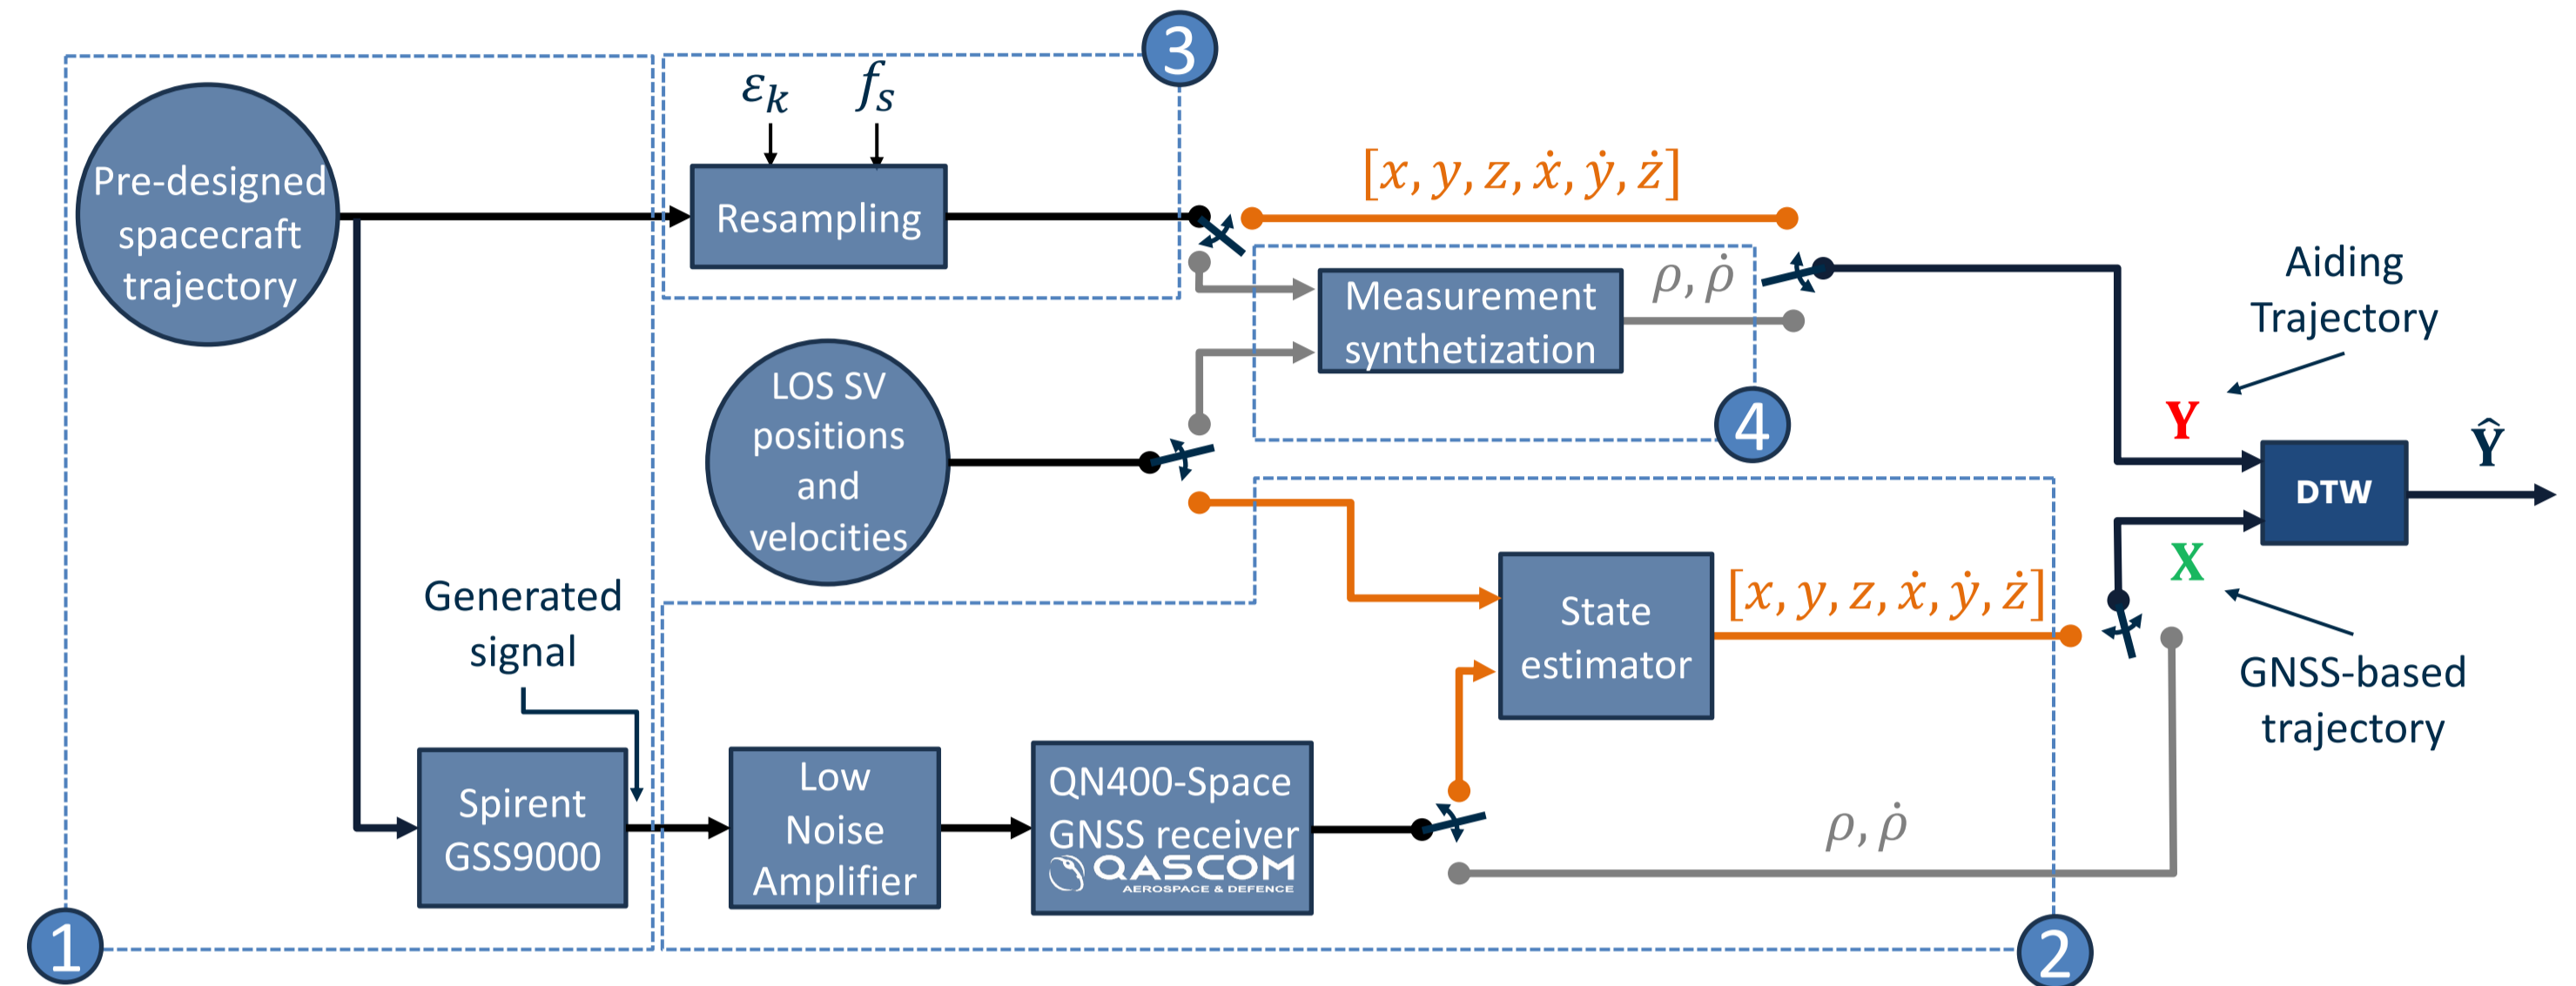 3
ε_k
f_s
Pre-designed
spacecraft
trajectory
Resampling
[x, y, z, ẋ, ẏ, ż]
Measurement
synthetization
ρ, ρ̇
4
Aiding
Trajectory
LOS SV
positions
and
velocities
Y
X
DTW
Ŷ
GNSS-based
trajectory
State
estimator
[x, y, z, ẋ, ẏ, ż]
Generated
signal
Spirent
GSS9000
Low
Noise
Amplifier
QN400-Space
GNSS receiver
QASCOM
AEROSPACE & DEFENCE
ρ, ρ̇
1
2